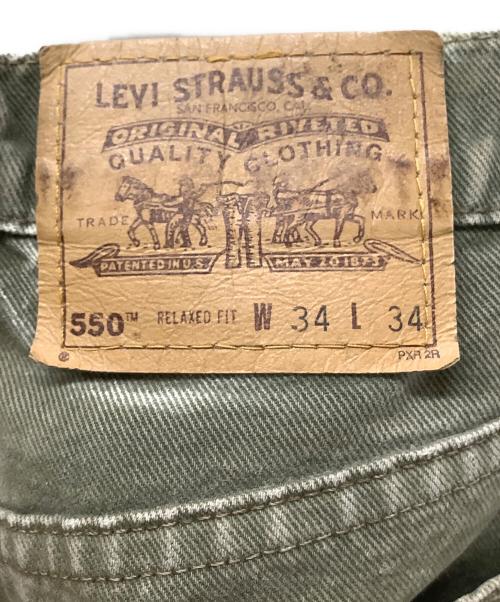 LEVI STRAUSS & CO.
SAN FRANCISCO, CAL.
ORIGINAL RIVETED
QUALITY CLOTHING
TRADE MARK
PATENTED IN U.S. MAY 20 1873
550™ RELAXED FIT W 34 L 34
® PXR 2R